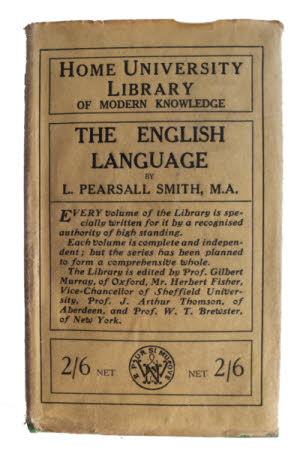 HOME UNIVERSITY
LIBRARY
OF MODERN KNOWLEDGE
THE ENGLISH
LANGUAGE
BY
L. PEARSALL SMITH, M.A.
EVERY volume of the Library is spe-
cially written for it by a recognised
authority of high standing.
Each volume is complete and indepen-
dent; but the series has been planned
to form a comprehensive whole.
The Library is edited by Prof. Gilbert
Murray, of Oxford, Mr. Herbert Fisher,
Vice-Chancellor of Sheffield Univer-
sity, Prof. J. Arthur Thomson, of
Aberdeen, and Prof. W. T. Brewster,
of New York.
2/6 NET
E PUR SI MUOVE
WN
NET 2/6